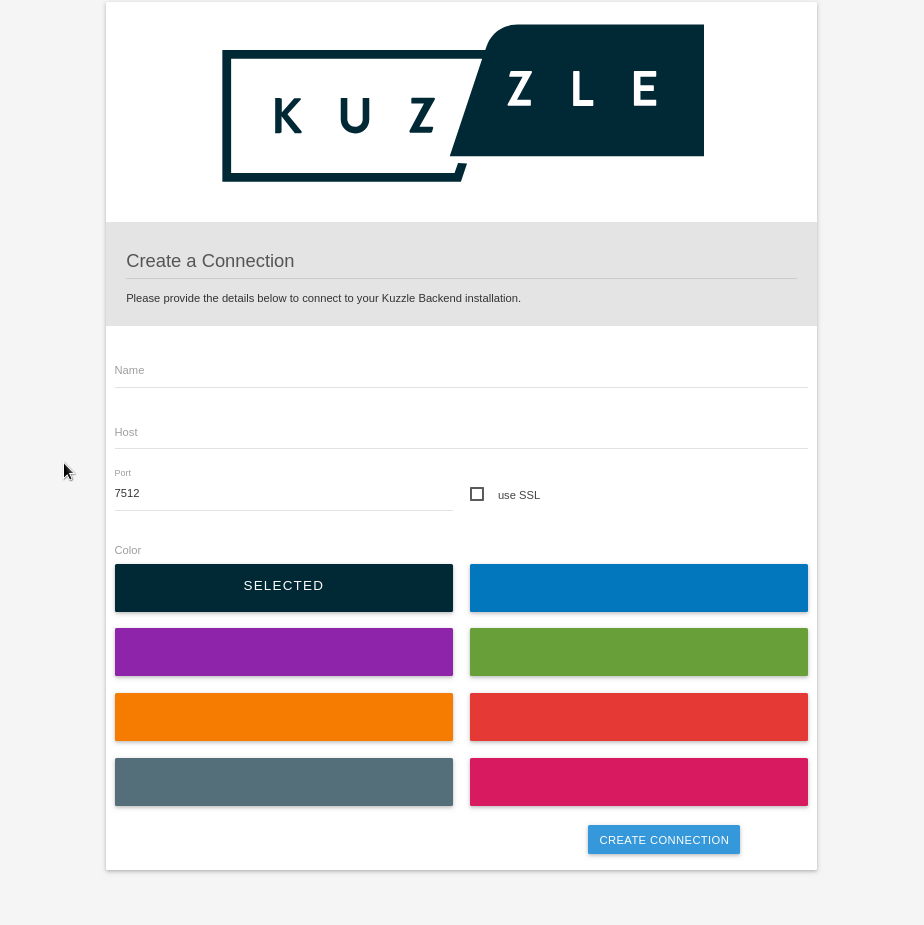 KUZZLE
Create a Connection
Please provide the details below to connect to your Kuzzle Backend installation.
Name
Host
Port
7512
use SSL
Color
SELECTED
CREATE CONNECTION